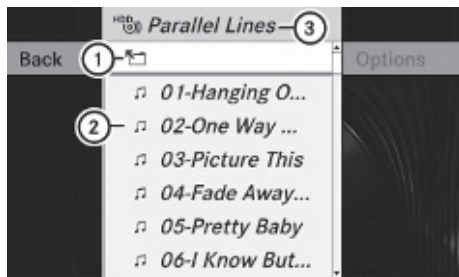 HDD Parallel Lines 3
1
Back Options
01-Hanging O...
2 02-One Way ...
03-Picture This
04-Fade Away...
05-Pretty Baby
06-I Know But...